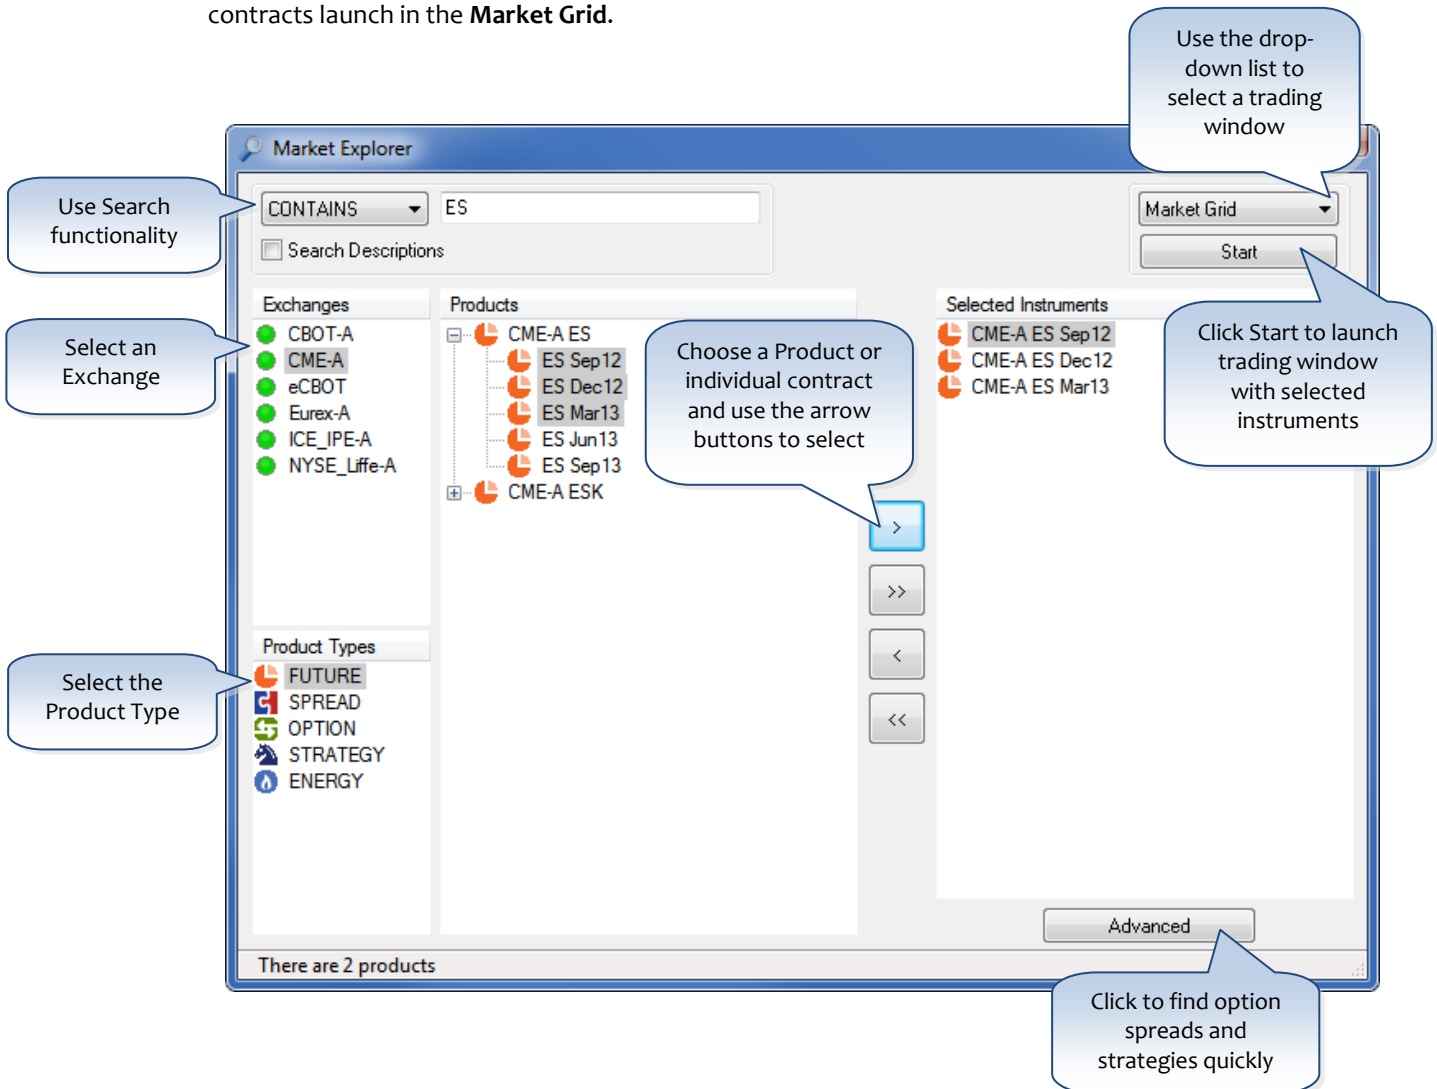 contracts launch in the Market Grid.
Use the drop-
down list to
select a trading
window
Market Explorer
Use Search
functionality
CONTAINS
ES
Search Descriptions
Market Grid
Start
Exchanges
CBOT-A
CME-A
eCBOT
Eurex-A
ICE_IPE-A
NYSE_Liffe-A
Select an
Exchange
Products
CME-A ES
ES Sep12
ES Dec12
ES Mar13
ES Jun13
ES Sep13
CME-A ESK
Choose a Product or
individual contract
and use the arrow
buttons to select
>
>>
<
<<
Selected Instruments
CME-A ES Sep12
CME-A ES Dec12
CME-A ES Mar13
Click Start to launch
trading window
with selected
instruments
Product Types
FUTURE
SPREAD
OPTION
STRATEGY
ENERGY
Select the
Product Type
Advanced
There are 2 products
Click to find option
spreads and
strategies quickly